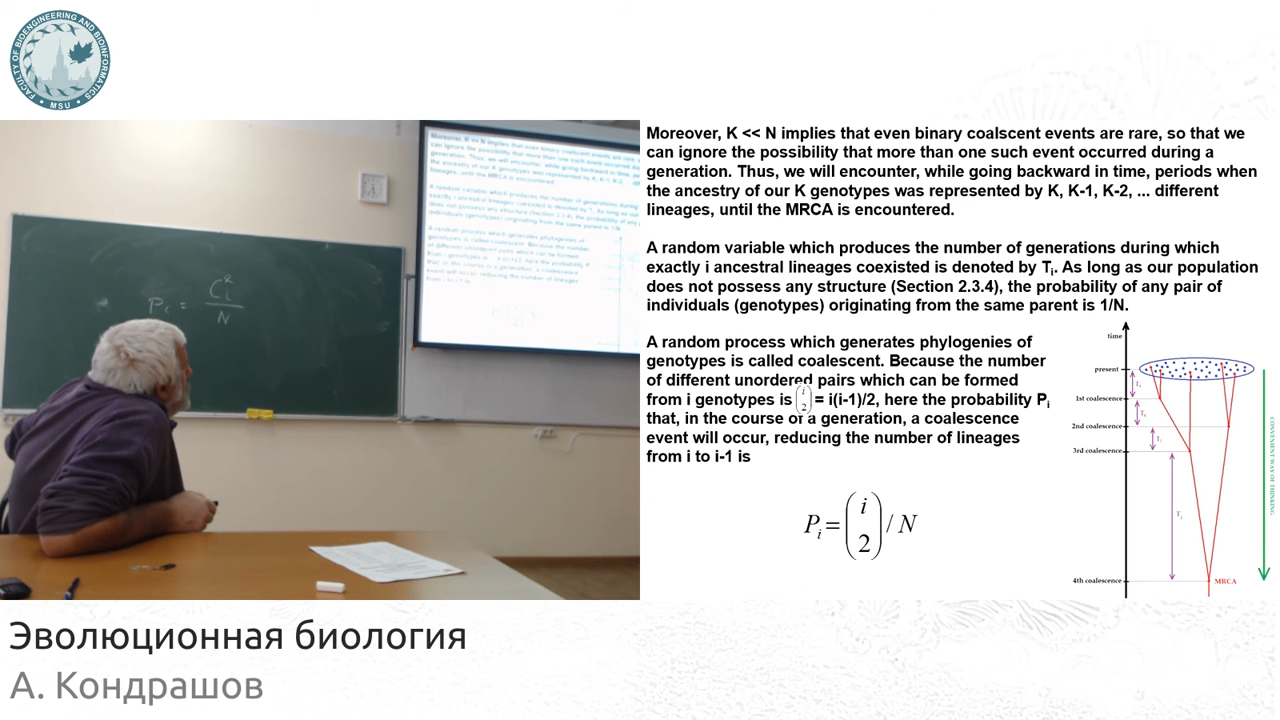 FACULTY OF BIOENGINEERING AND BIOINFORMATICS
• MSU •
Moreover, K << N implies that even binary coalscent events are rare, so that we
can ignore the possibility that more than one such event occurred during a
generation. Thus, we will encounter, while going backward in time, periods when
the ancestry of our K genotypes was represented by K, K-1, K-2, ... different
lineages, until the MRCA is encountered.
A random variable which produces the number of generations during which
exactly i ancestral lineages coexisted is denoted by Ti. As long as our population
does not possess any structure (Section 2.3.4), the probability of any pair of
individuals (genotypes) originating from the same parent is 1/N.
A random process which generates phylogenies of
genotypes is called coalescent. Because the number
of different unordered pairs which can be formed
from i genotypes is (i 2) = i(i-1)/2, here the probability Pi
that, in the course of a generation, a coalescence
event will occur, reducing the number of lineages
from i to i-1 is
Pi = (i 2) / N
time
present
1st coalescence
2nd coalescence
3rd coalescence
4th coalescence
MRCA
CONVENIENT WAY OF THINKING
Pi = Ci2 / N
Эволюционная биология
А. Кондрашов